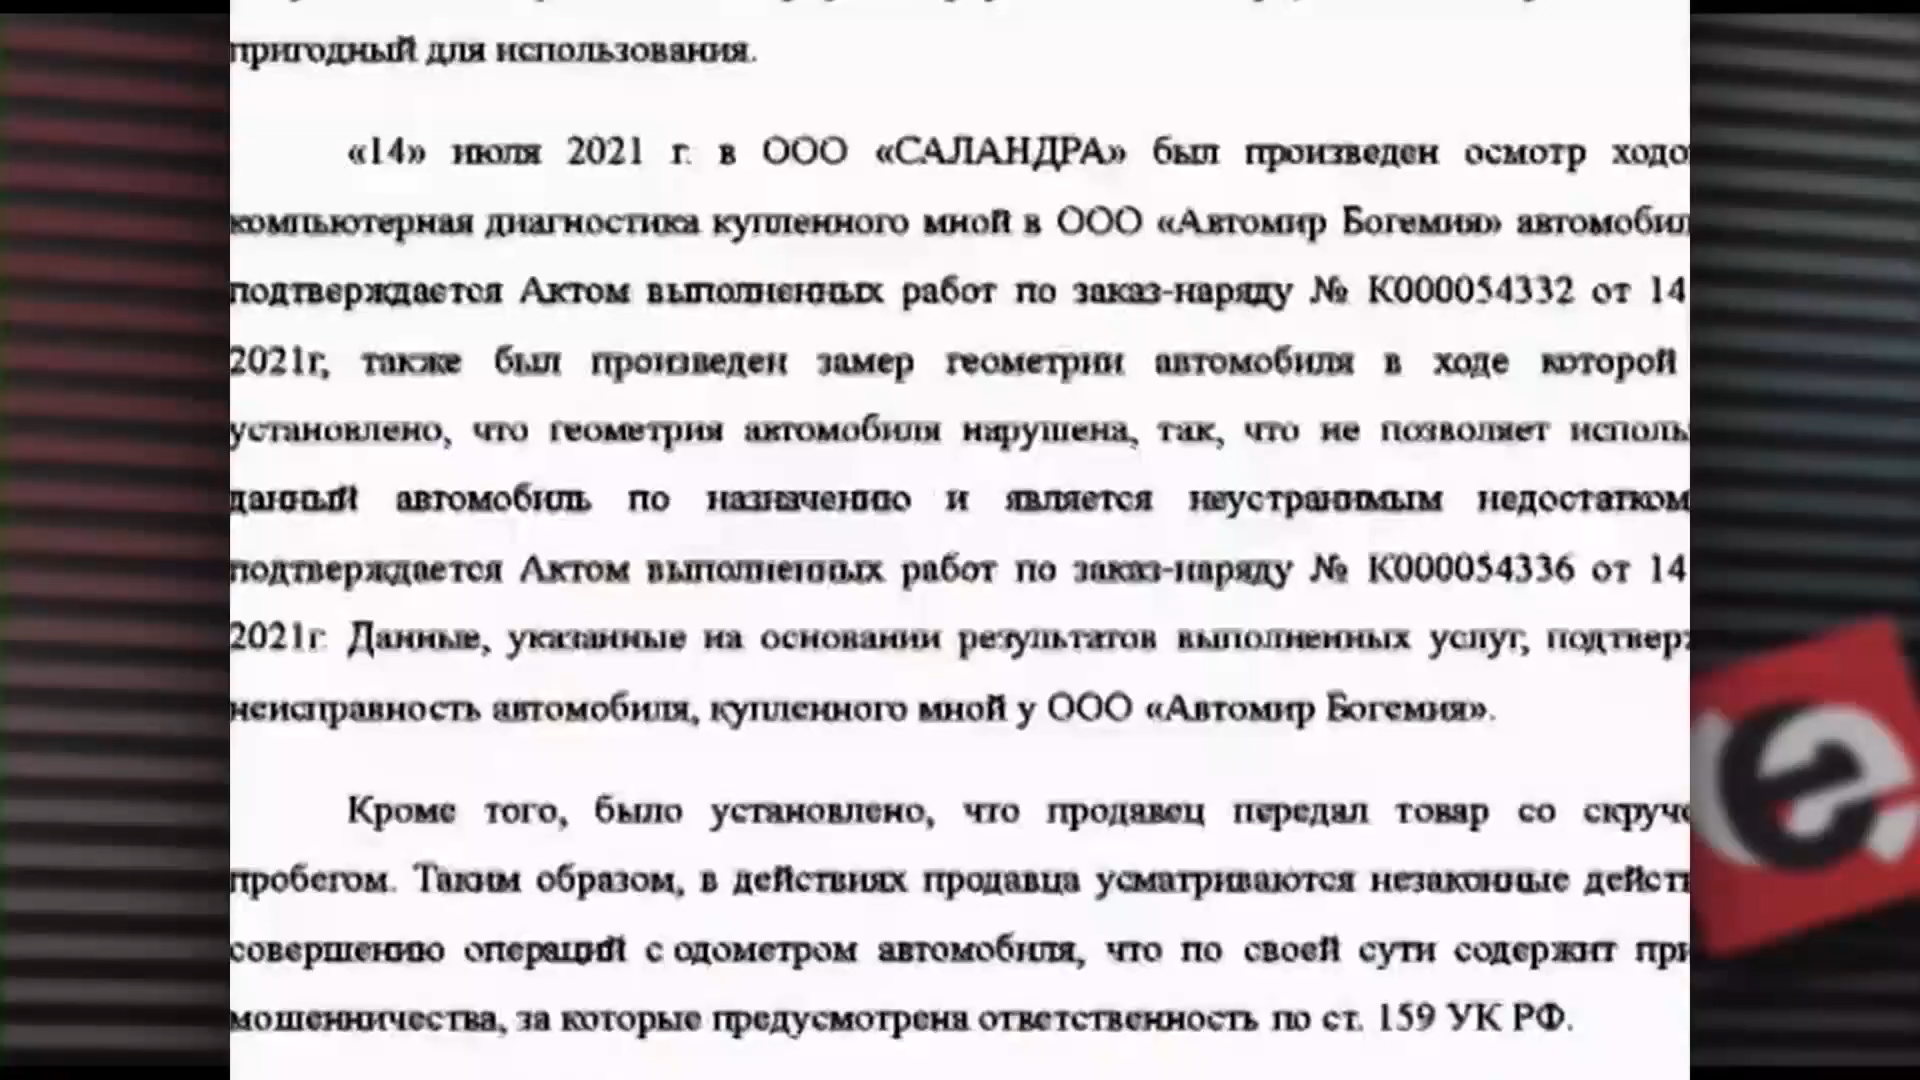 пригодный для использования.
«14» июля 2021 г. в ООО «САЛАНДРА» был произведен осмотр ходо
компьютерная диагностика купленного мной в ООО «Автомир Богемия» автомобил
подтверждается Актом выполненных работ по заказ-наряду № К000054332 от 14
2021г, также был произведен замер геометрии автомобиля в ходе которой
установлено, что геометрия автомобиля нарушена, так, что не позволяет исполь
данный автомобиль по назначению и является неустранимым недостатком
подтверждается Актом выполненных работ по заказ-наряду № К000054336 от 14
2021г. Данные, указанные на основании результатов выполненных услуг, подтвер
неисправность автомобиля, купленного мной у ООО «Автомир Богемия».
Кроме того, было установлено, что продавец передал товар со скруче
пробегом. Таким образом, в действиях продавца усматриваются незаконные дейст
совершению операций с одометром автомобиля, что по своей сути содержит при
мошенничества, за которые предусмотрена ответственность по ст. 159 УК РФ.